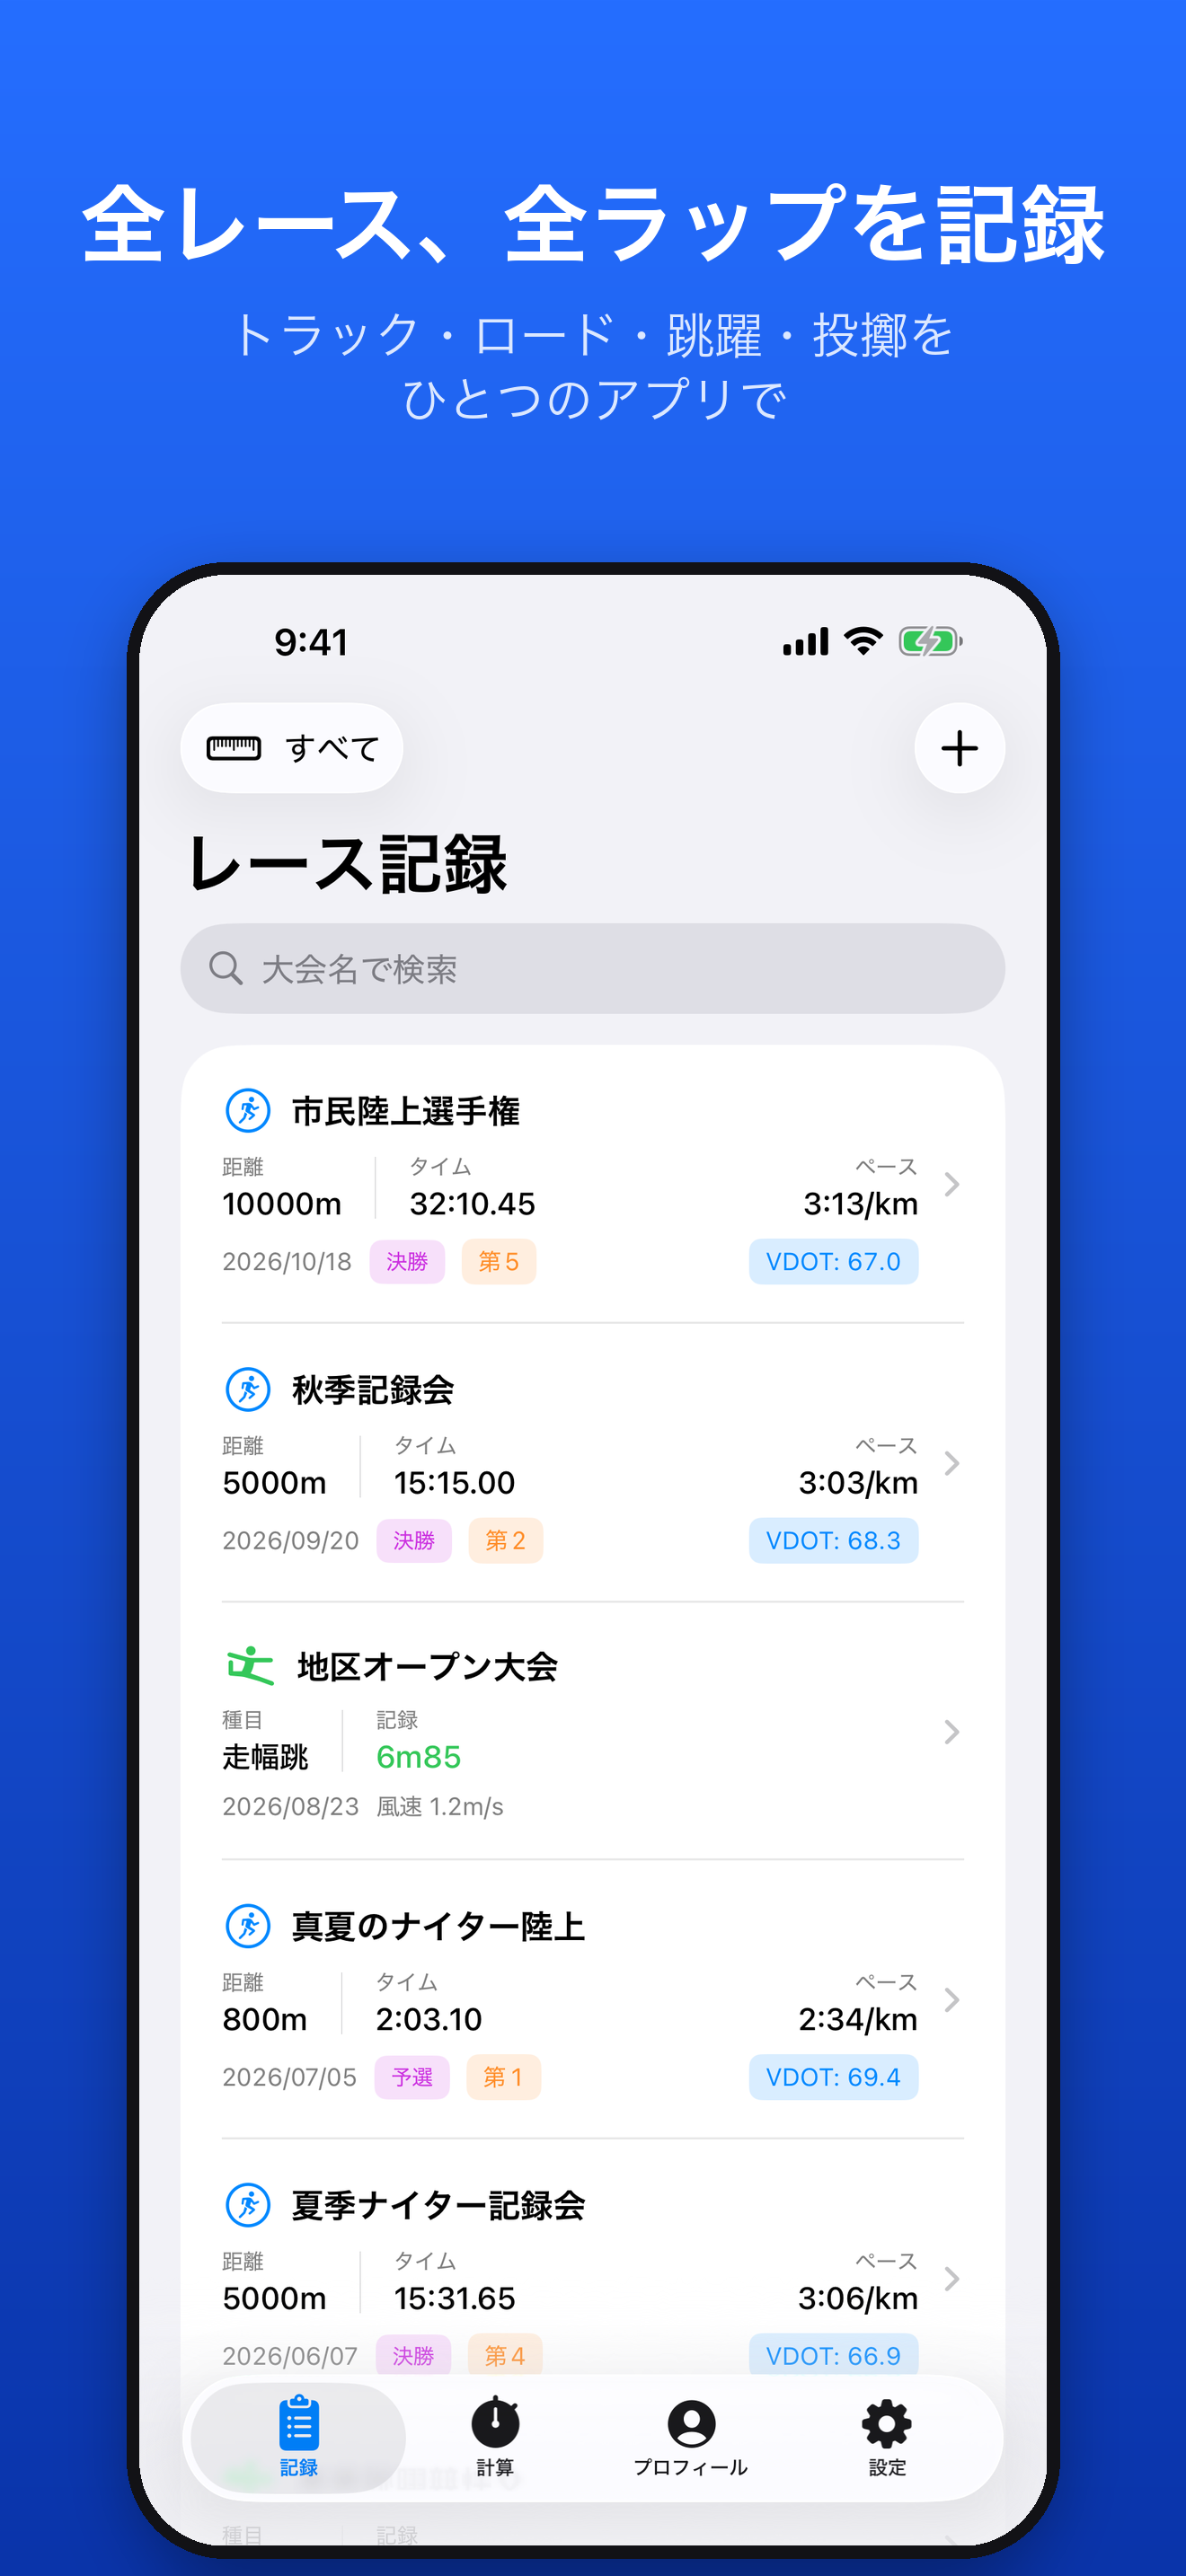 全レース、全ラップを記録
トラック・ロード・跳躍・投擲を
ひとつのアプリで
9:41
すべて
レース記録
大会名で検索
市民陸上選手権
距離 タイム ペース
10000m 32:10.45 3:13/km
2026/10/18 決勝 第5 VDOT: 67.0
秋季記録会
距離 タイム ペース
5000m 15:15.00 3:03/km
2026/09/20 決勝 第2 VDOT: 68.3
地区オープン大会
種目 記録
走幅跳 6m85
2026/08/23 風速 1.2m/s
真夏のナイター陸上
距離 タイム ペース
800m 2:03.10 2:34/km
2026/07/05 予選 第1 VDOT: 69.4
夏季ナイター記録会
距離 タイム ペース
5000m 15:31.65 3:06/km
2026/06/07 決勝 第4 VDOT: 66.9
記録 計算 プロフィール 設定
種目 記録